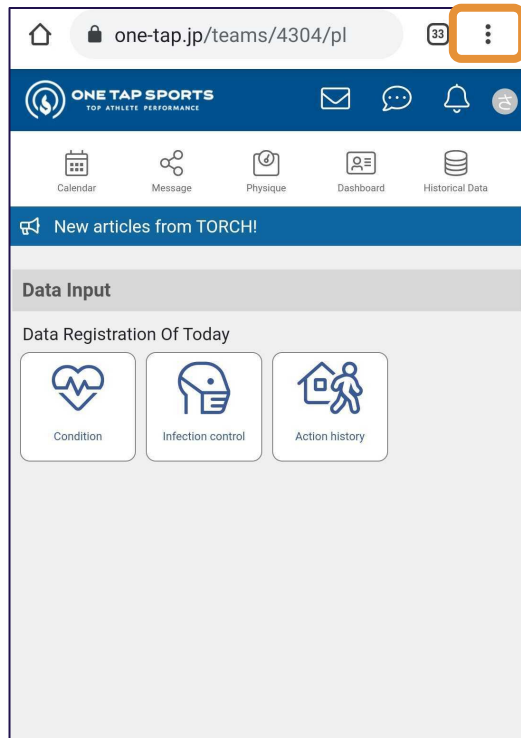 one-tap.jp/teams/4304/pl 33
ONE TAP SPORTS
TOP ATHLETE PERFORMANCE
さ
Calendar Message Physique Dashboard Historical Data
New articles from TORCH!
Data Input
Data Registration Of Today
Condition Infection control Action history